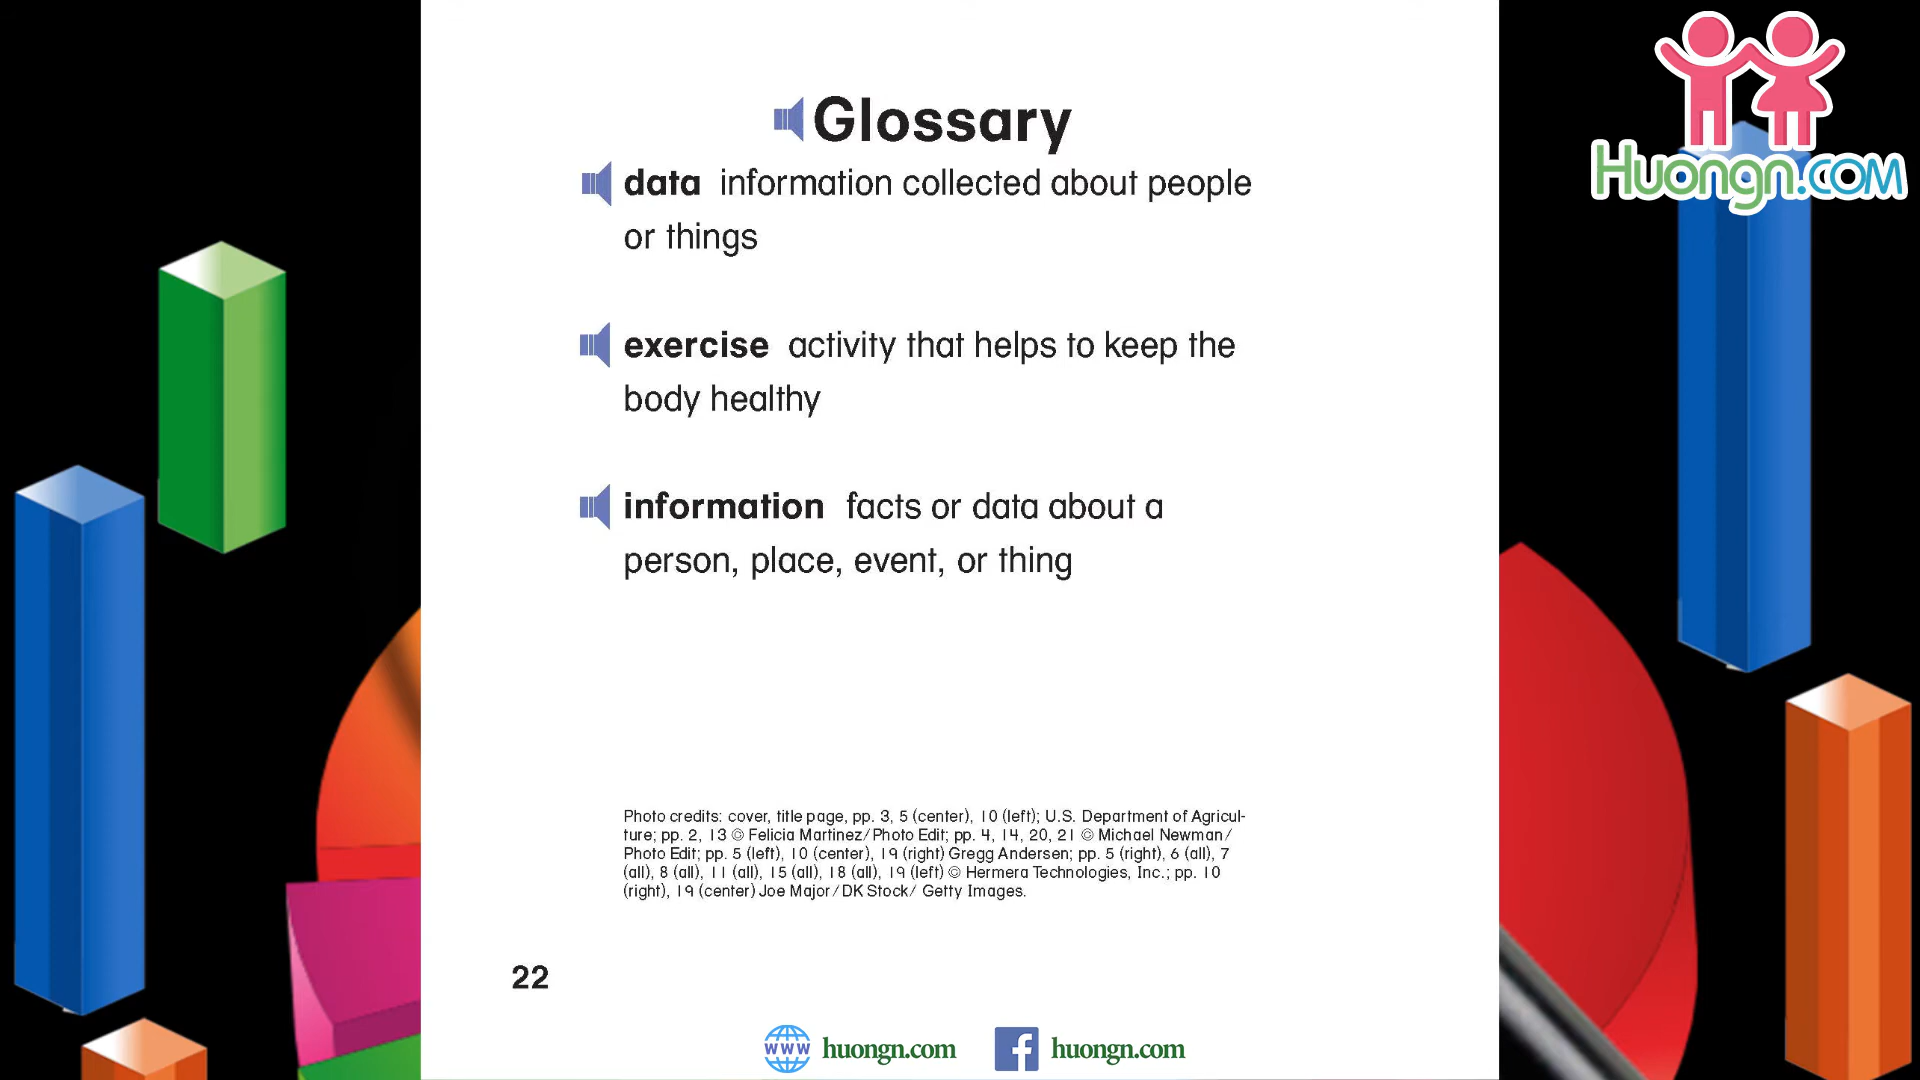 Glossary
data information collected about people
or things
exercise activity that helps to keep the
body healthy
information facts or data about a
person, place, event, or thing
Photo credits: cover, title page, pp. 3, 5 (center), 10 (left); U.S. Department of Agricul-
ture; pp. 2, 13 © Felicia Martinez/Photo Edit; pp. 4, 14, 20, 21 © Michael Newman/
Photo Edit; pp. 5 (left), 10 (center), 19 (right) Gregg Andersen; pp. 5 (right), 6 (all), 7
(all), 8 (all), 11 (all), 15 (all), 18 (all), 19 (left) © Hermera Technologies, Inc.; pp. 10
(right), 19 (center) Joe Major/DK Stock/ Getty Images.
22
www huongn.com f huongn.com
Huongn.COM